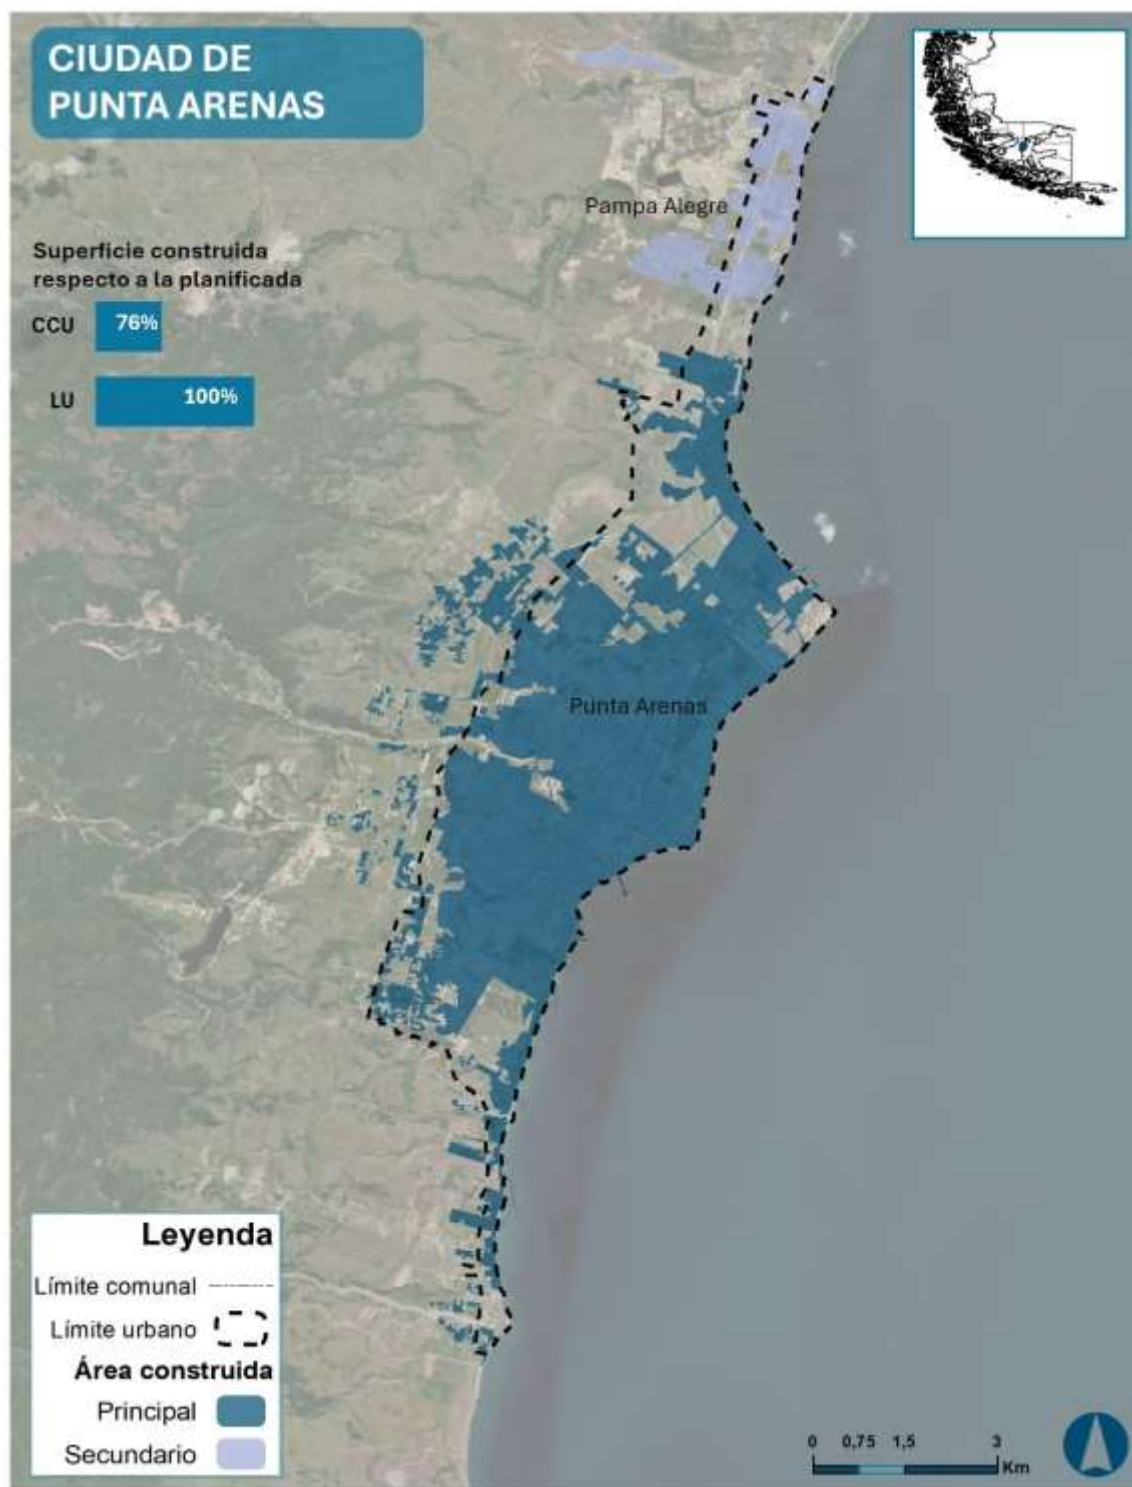 CIUDAD DE
PUNTA ARENAS
Pampa Alegre
Superficie construida
respecto a la planificada
CCU 76%
LU 100%
Punta Arenas
Leyenda
Límite comunal
Límite urbano
Área construida
Principal
Secundario
0 0,75 1,5 3
Km